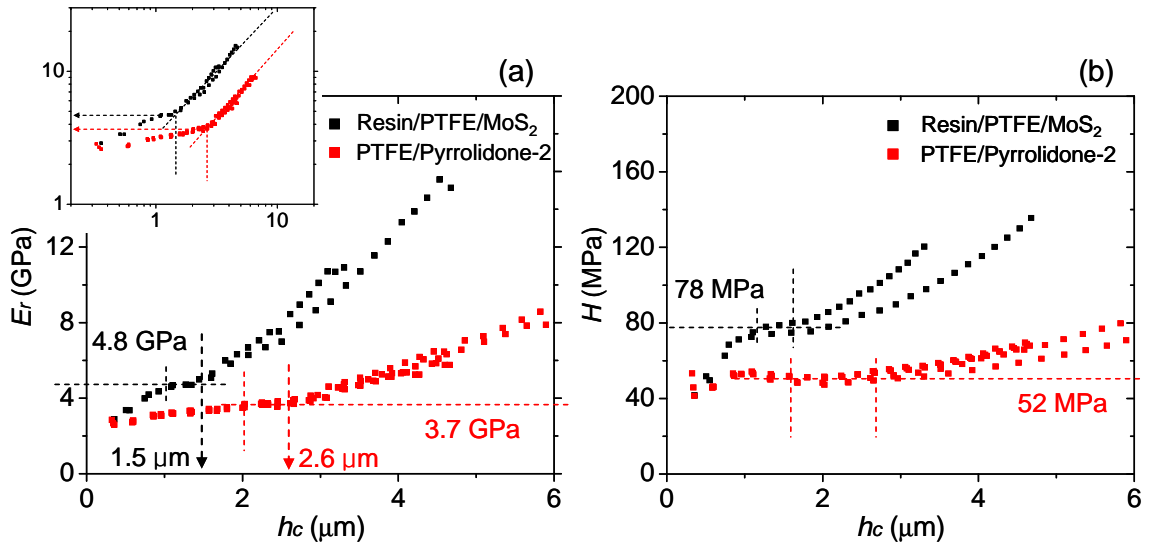 10
1
1
10
(a)
Resin/PTFE/MoS₂
PTFE/Pyrrolidone-2
Er (GPa)
12
8
4
0
4.8 GPa
3.7 GPa
1.5 μm
2.6 μm
0
2
4
6
hc (μm)
(b)
Resin/PTFE/MoS₂
PTFE/Pyrrolidone-2
H (MPa)
200
160
120
80
40
0
78 MPa
52 MPa
0
2
4
6
hc (μm)